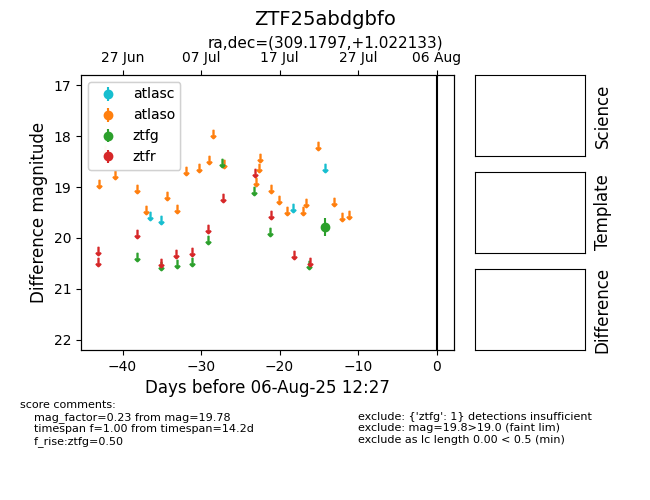 ZTF25abdgbfo
ra,dec=(309.1797,+1.022133)
27 Jun 07 Jul 17 Jul 27 Jul 06 Aug
17
18
19
20
21
22
Difference magnitude
atlasc
atlaso
ztfg
ztfr
−40 −30 −20 −10 0
Days before 06-Aug-25 12:27
Science
Template
Difference
score comments:
mag_factor=0.23 from mag=19.78
timespan f=1.00 from timespan=14.2d
f_rise:ztfg=0.50
exclude: {'ztfg': 1} detections insufficient
exclude: mag=19.8>19.0 (faint lim)
exclude as lc length 0.00 < 0.5 (min)